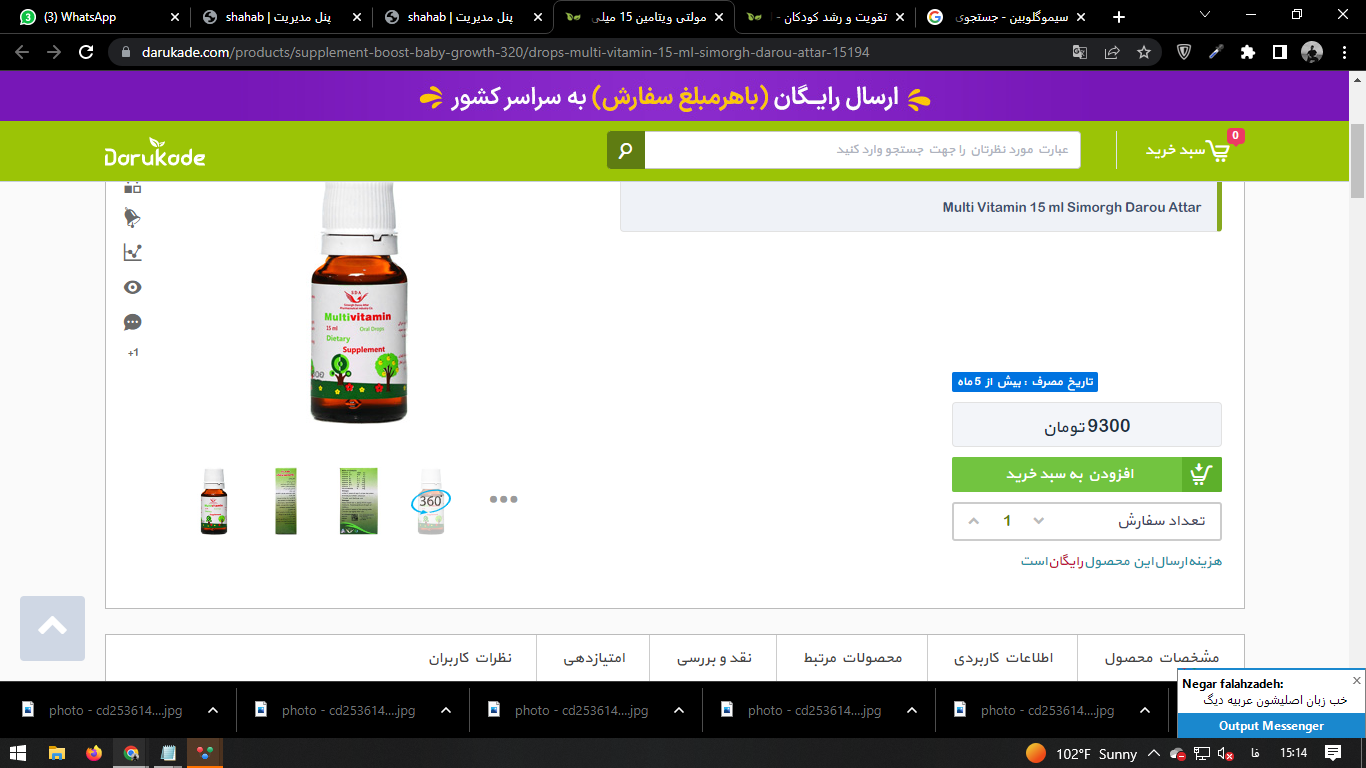 (3) WhatsApp
shahab | پنل مدیریت
shahab | پنل مدیریت
مولتی ویتامین 15 میلی
تقویت و رشد کودکان -
سیموگلوبین - جستجوی
darukade.com/products/supplement-boost-baby-growth-320/drops-multi-vitamin-15-ml-simorgh-darou-attar-15194
ارسال رایگان (باهرمبلغ سفارش) به سراسر کشور
Darukade
عبارت مورد نظرتان را جهت جستجو وارد کنید
سبد خرید
0
Multi Vitamin 15 ml Simorgh Darou Attar
+1
SDA
Multivitamin
15 ml Oral Drops
Dietary
Supplement
تاریخ مصرف : بیش از 5 ماه
9300 تومان
افزودن به سبد خرید
تعداد سفارش
1
هزینه ارسال این محصول رایگان است
360
مشخصات محصول
اطلاعات کاربردی
محصولات مرتبط
نقد و بررسی
امتیازدهی
نظرات کاربران
photo - cd253614....jpg
photo - cd253614....jpg
photo - cd253614....jpg
photo - cd253614....jpg
photo - cd253614....jpg
Negar falahzadeh:
خب زبان اصلیشون عربیه دیگ
Output Messenger
102°F Sunny
فا
15:14